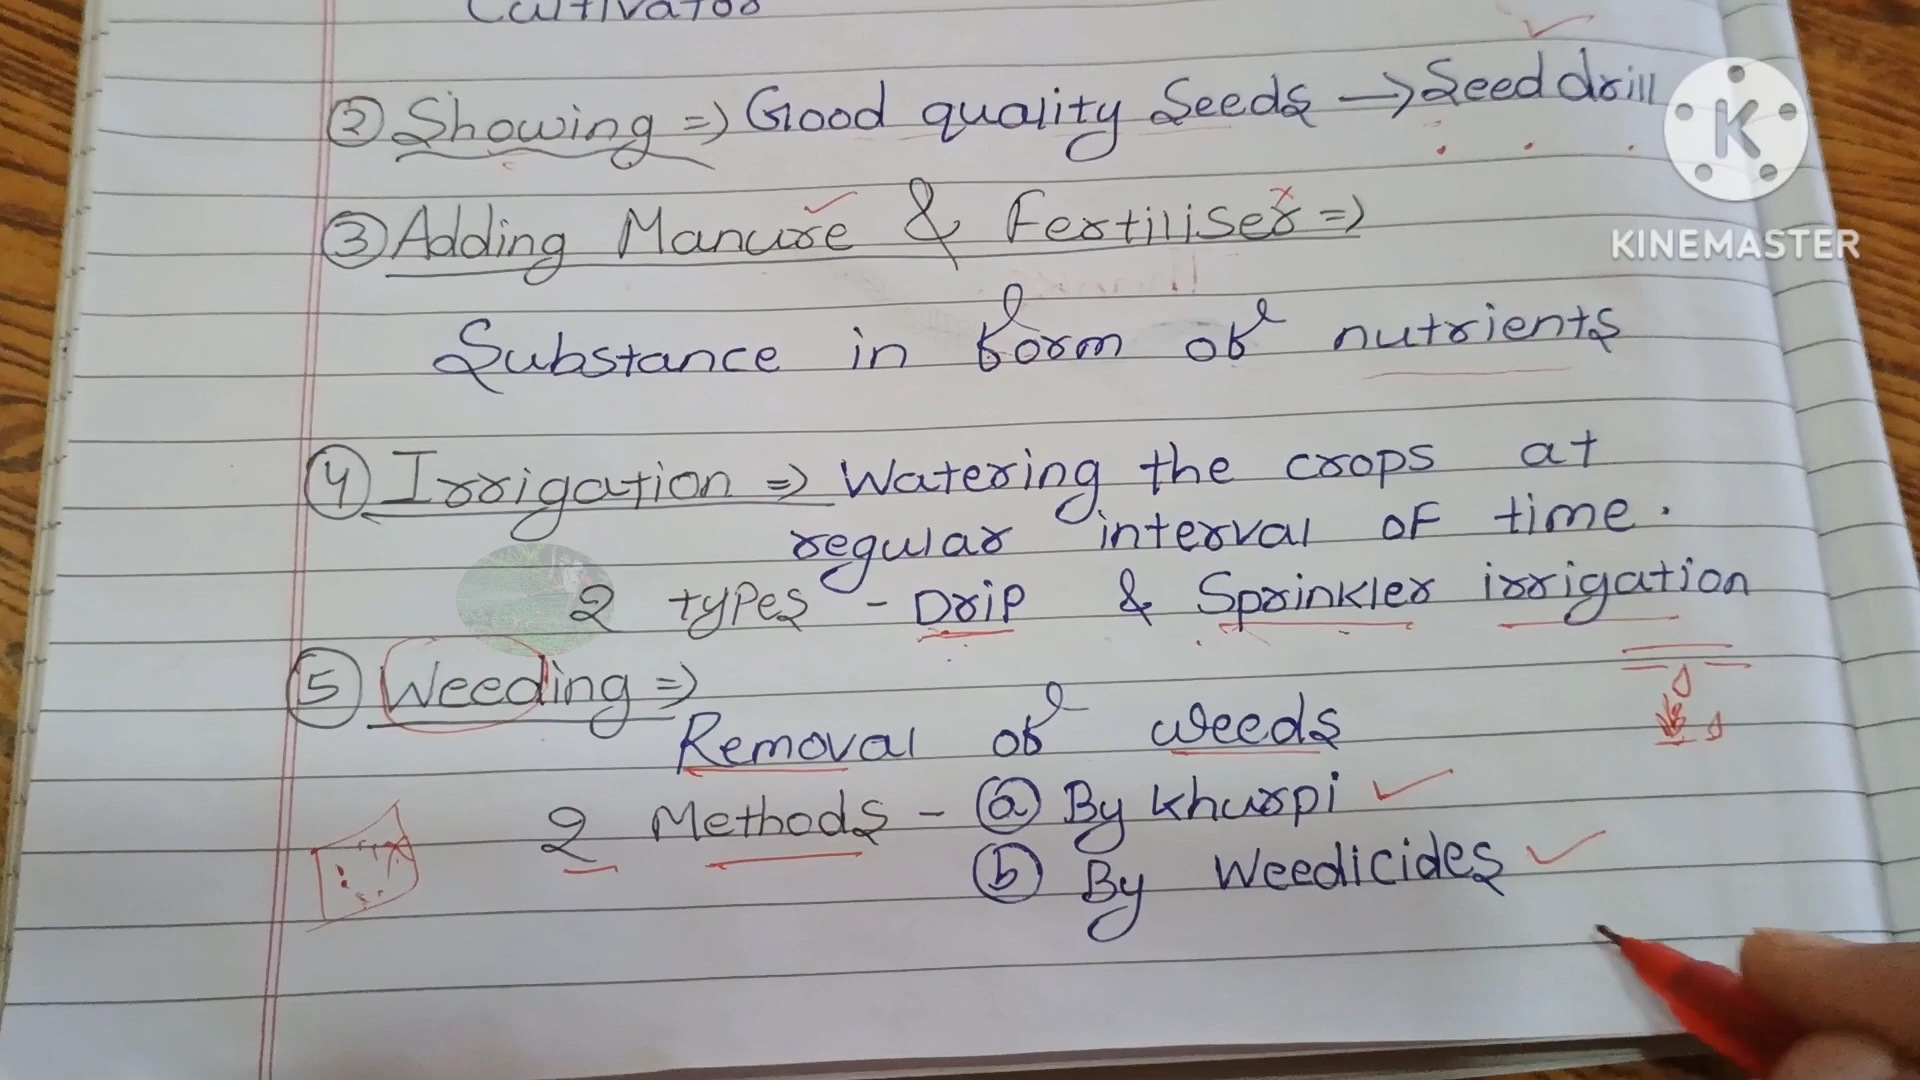 Cultivator
② Showing => Good quality Seeds → Seed drill
③ Adding Manure & Fertiliser =>
Substance in form of nutrients
④ Irrigation => Watering the crops at
regular interval OF time.
2 types - Drip & Sprinkler irrigation
⑤ Weeding =>
Removal of weeds
2 Methods - ⓐ By khurpi
ⓑ By Weedicides
K
KINEMASTER